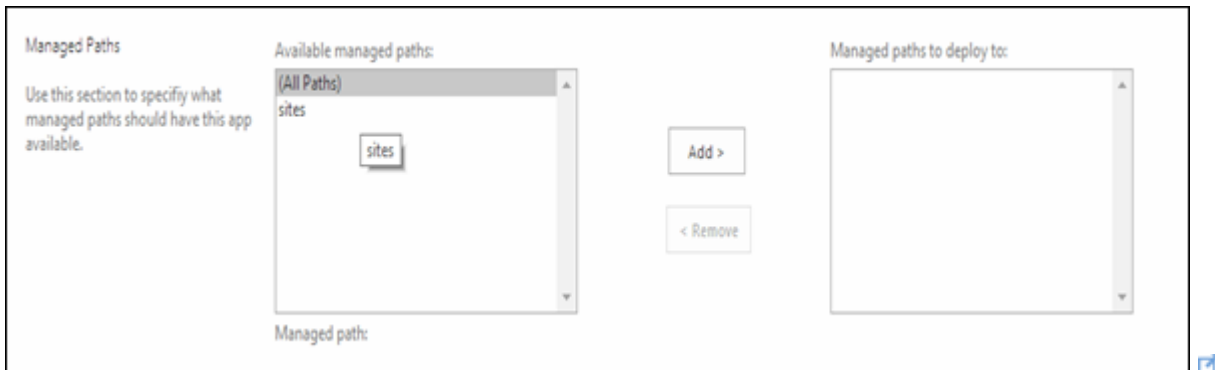 Managed Paths
Use this section to specifiy what
managed paths should have this app
available.
Available managed paths:
(All Paths)
sites
sites
Managed path:
Add >
< Remove
Managed paths to deploy to: